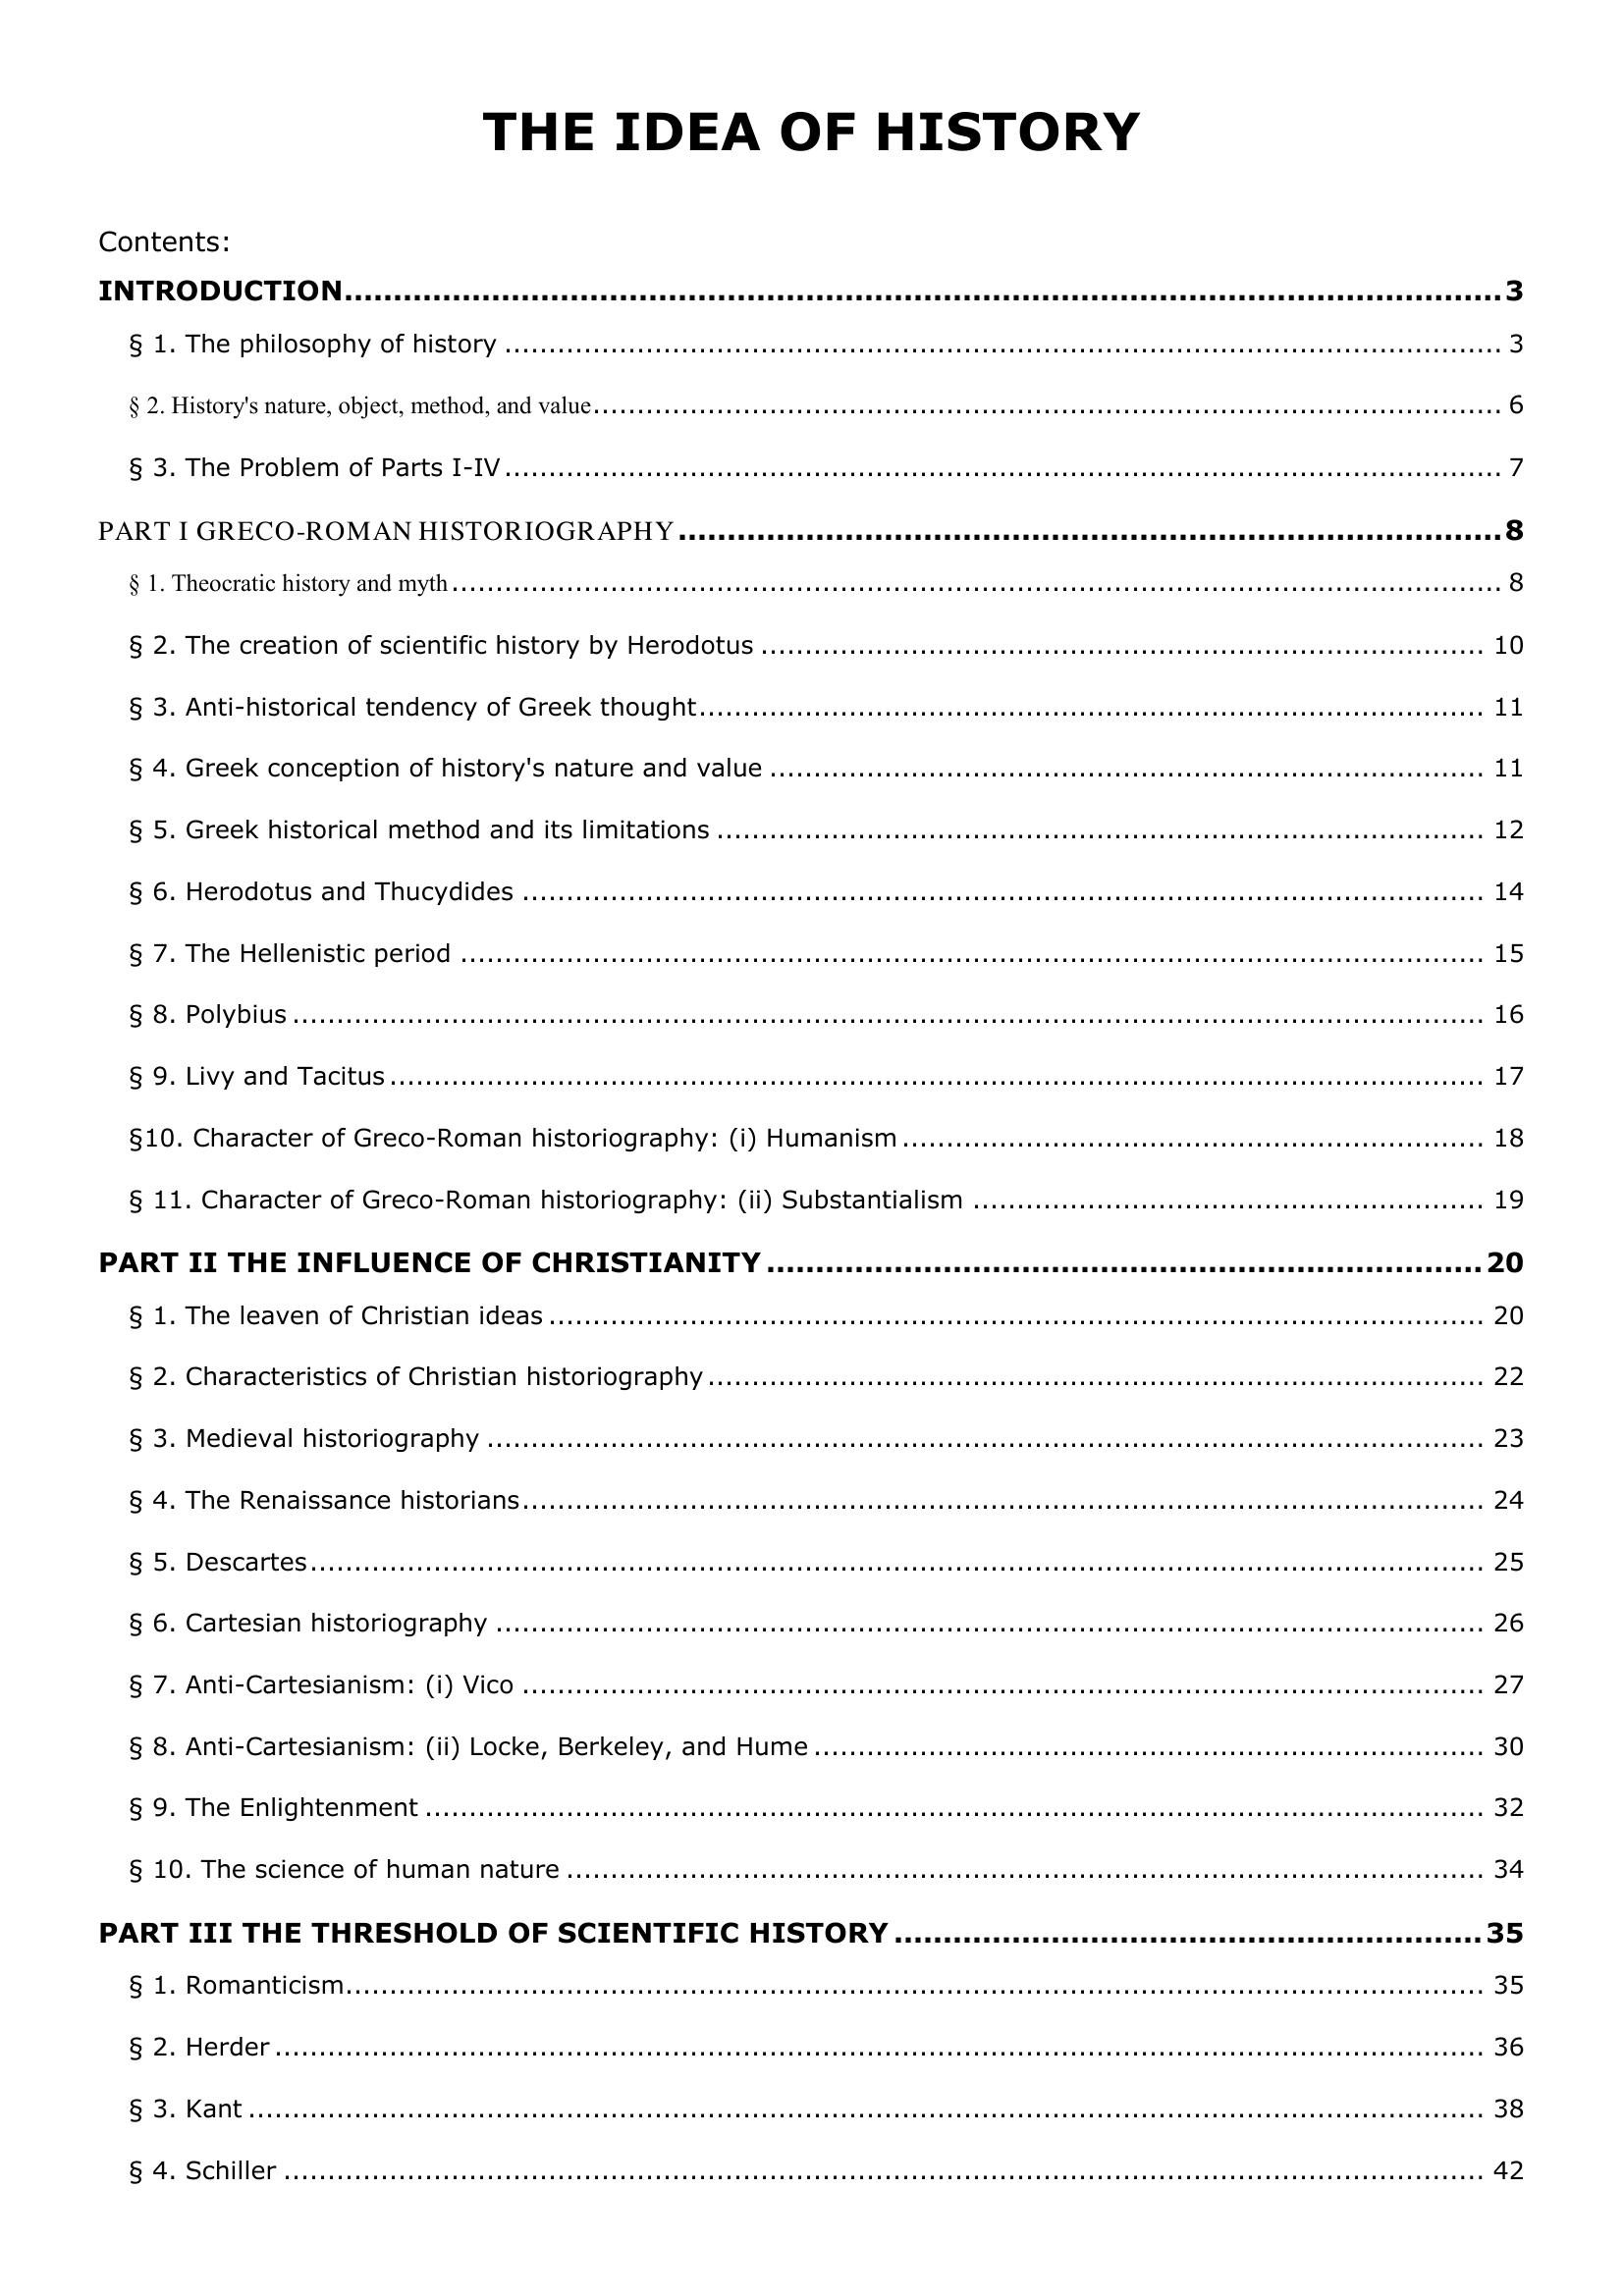 THE IDEA OF HISTORY
Contents:
INTRODUCTION........................................3
§ 1. The philosophy of history ........................................ 3
§ 2. History's nature, object, method, and value........................................ 6
§ 3. The Problem of Parts I-IV ........................................ 7
PART I GRECO-ROMAN HISTORIOGRAPHY ........................................8
§ 1. Theocratic history and myth ........................................ 8
§ 2. The creation of scientific history by Herodotus ........................................ 10
§ 3. Anti-historical tendency of Greek thought........................................ 11
§ 4. Greek conception of history's nature and value ........................................ 11
§ 5. Greek historical method and its limitations ........................................ 12
§ 6. Herodotus and Thucydides ........................................ 14
§ 7. The Hellenistic period ........................................ 15
§ 8. Polybius ........................................ 16
§ 9. Livy and Tacitus ........................................ 17
§10. Character of Greco-Roman historiography: (i) Humanism ........................................ 18
§ 11. Character of Greco-Roman historiography: (ii) Substantialism ........................................ 19
PART II THE INFLUENCE OF CHRISTIANITY ........................................20
§ 1. The leaven of Christian ideas ........................................ 20
§ 2. Characteristics of Christian historiography ........................................ 22
§ 3. Medieval historiography ........................................ 23
§ 4. The Renaissance historians........................................ 24
§ 5. Descartes........................................ 25
§ 6. Cartesian historiography ........................................ 26
§ 7. Anti-Cartesianism: (i) Vico ........................................ 27
§ 8. Anti-Cartesianism: (ii) Locke, Berkeley, and Hume ........................................ 30
§ 9. The Enlightenment ........................................ 32
§ 10. The science of human nature ........................................ 34
PART III THE THRESHOLD OF SCIENTIFIC HISTORY ........................................35
§ 1. Romanticism........................................ 35
§ 2. Herder ........................................ 36
§ 3. Kant ........................................ 38
§ 4. Schiller ........................................ 42